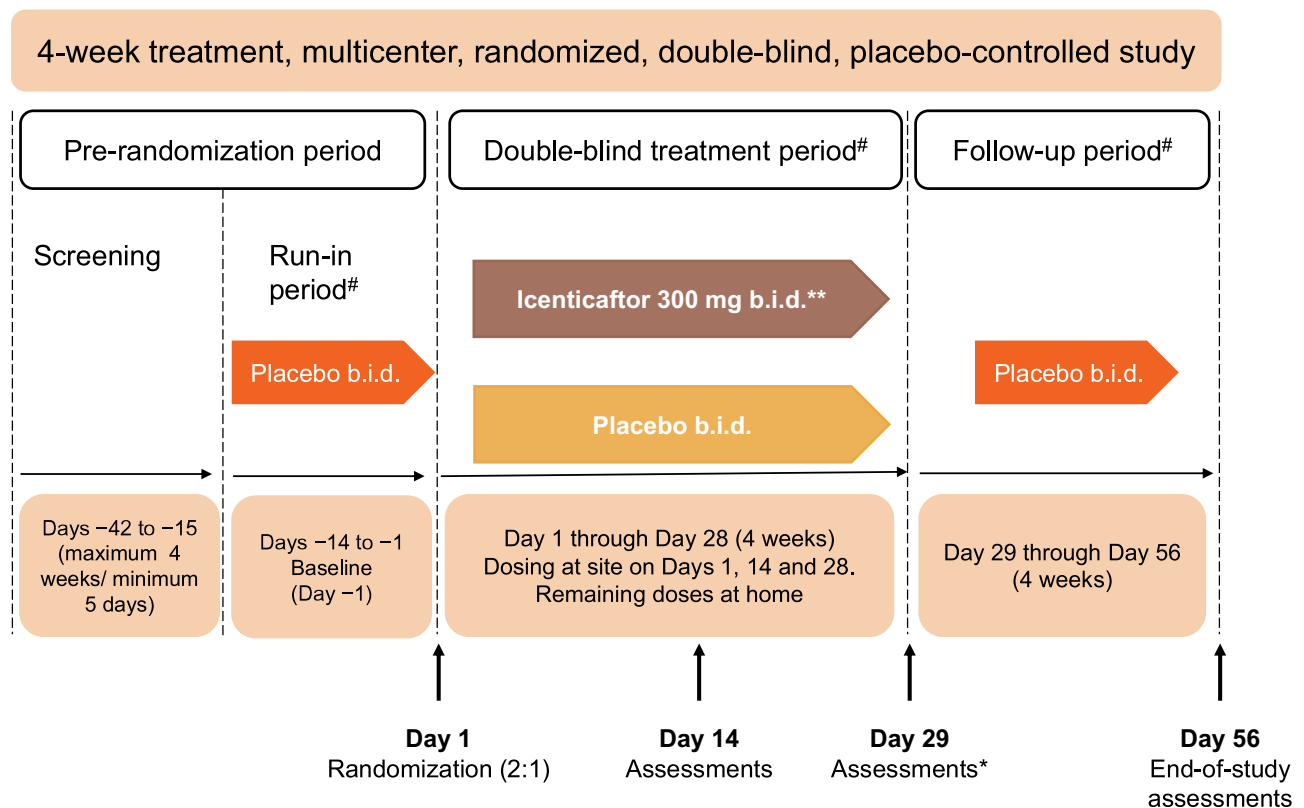 4-week treatment, multicenter, randomized, double-blind, placebo-controlled study
Pre-randomization period
Double-blind treatment period#
Follow-up period#
Screening
Run-in
period#
Placebo b.i.d.
Icenticaftor 300 mg b.i.d.**
Placebo b.i.d.
Placebo b.i.d.
Days −42 to −15
(maximum 4
weeks/ minimum
5 days)
Days −14 to −1
Baseline
(Day −1)
Day 1 through Day 28 (4 weeks)
Dosing at site on Days 1, 14 and 28.
Remaining doses at home
Day 29 through Day 56
(4 weeks)
Day 1
Randomization (2:1)
Day 14
Assessments
Day 29
Assessments*
Day 56
End-of-study
assessments